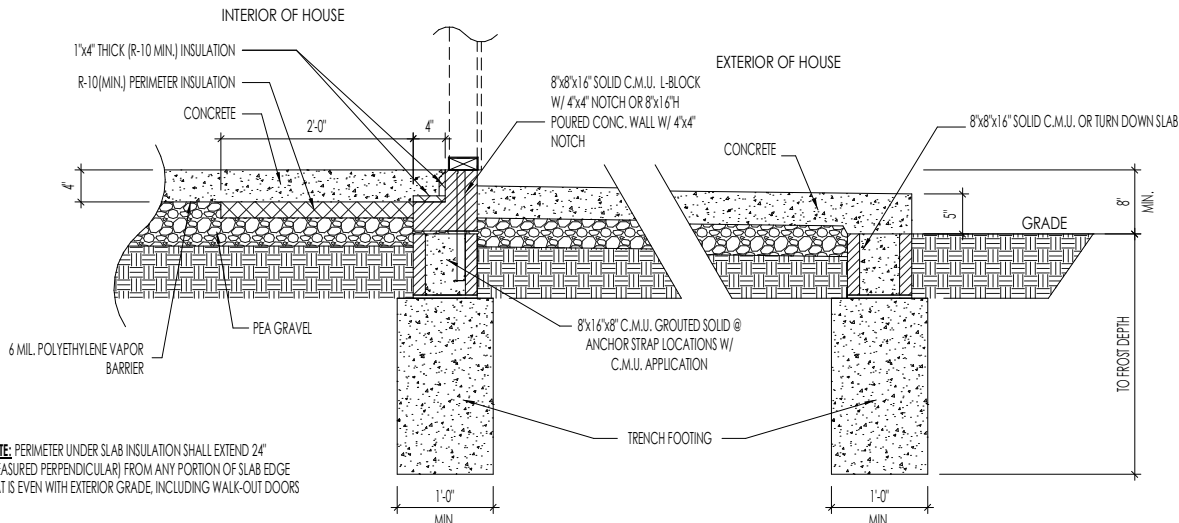 INTERIOR OF HOUSE
1"x4" THICK (R-10 MIN.) INSULATION
R-10(MIN.) PERIMETER INSULATION
CONCRETE
2'-0"
4"
4"
8"x8"x16" SOLID C.M.U. L-BLOCK
W/ 4"x4" NOTCH OR 8"x16"H
POURED CONC. WALL W/ 4"x4"
NOTCH
EXTERIOR OF HOUSE
8"x8"x16" SOLID C.M.U. OR TURN DOWN SLAB
CONCRETE
5"
8"
MIN.
GRADE
TO FROST DEPTH
PEA GRAVEL
6 MIL. POLYETHYLENE VAPOR
BARRIER
8"x16"x8" C.M.U. GROUTED SOLID @
ANCHOR STRAP LOCATIONS W/
C.M.U. APPLICATION
TRENCH FOOTING
TE: PERIMETER UNDER SLAB INSULATION SHALL EXTEND 24"
EASURED PERPENDICULAR) FROM ANY PORTION OF SLAB EDGE
AT IS EVEN WITH EXTERIOR GRADE, INCLUDING WALK-OUT DOORS
1'-0"
MIN
1'-0"
MIN